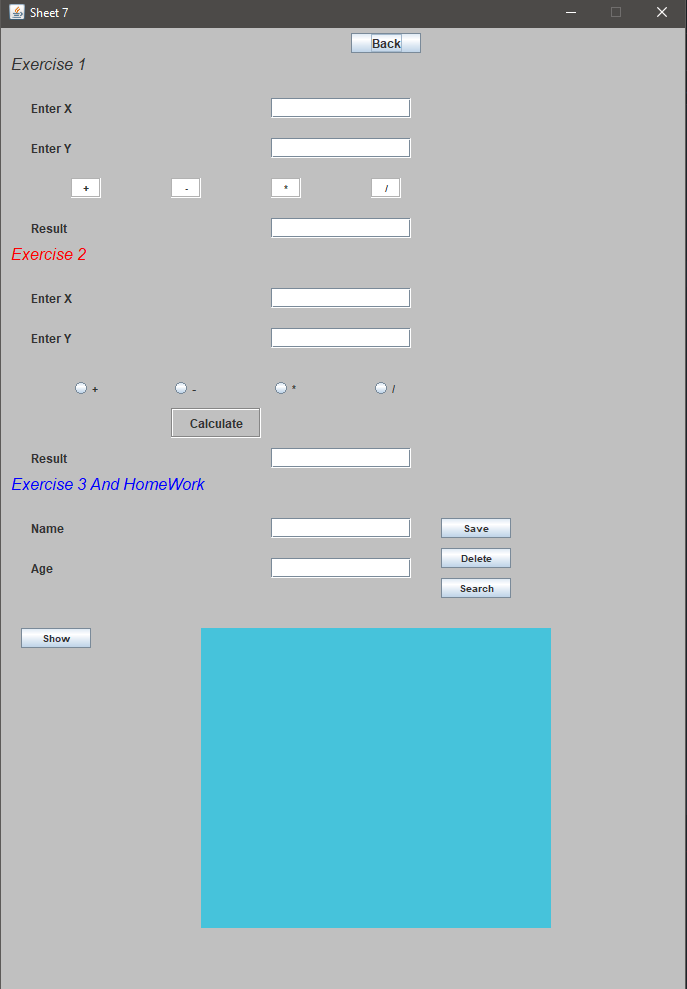 Sheet 7
Back
Exercise 1
Enter X
Enter Y
+ - * /
Result
Exercise 2
Enter X
Enter Y
+ - * /
Calculate
Result
Exercise 3 And HomeWork
Name Save
Delete
Age
Search
Show